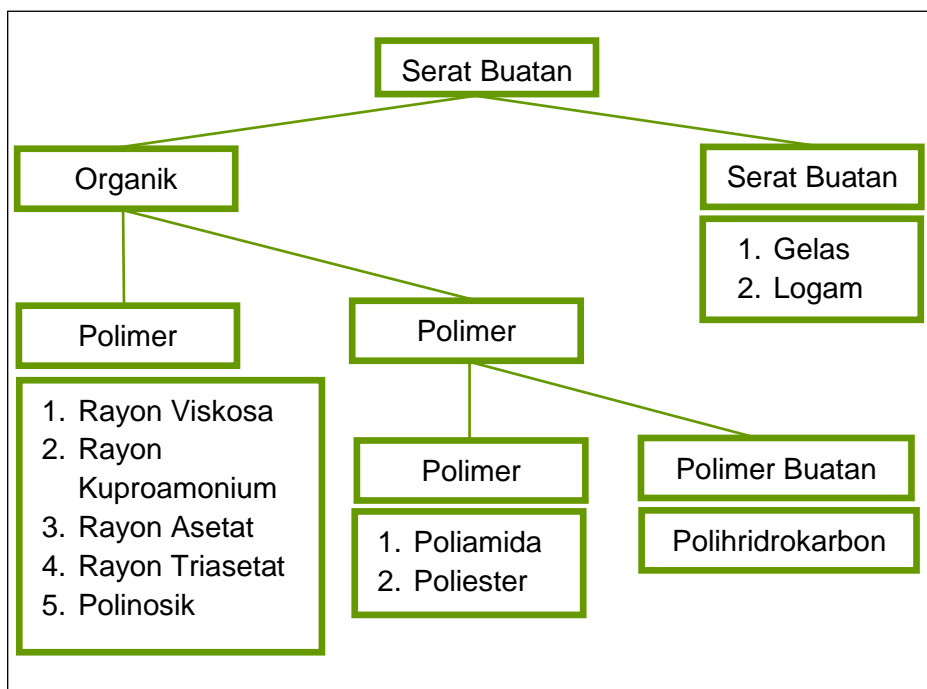 Serat Buatan
Organik
Serat Buatan
1. Gelas
2. Logam
Polimer
Polimer
1. Rayon Viskosa
2. Rayon
Kuproamonium
3. Rayon Asetat
4. Rayon Triasetat
5. Polinosik
Polimer
1. Poliamida
2. Poliester
Polimer Buatan
Polihridrokarbon